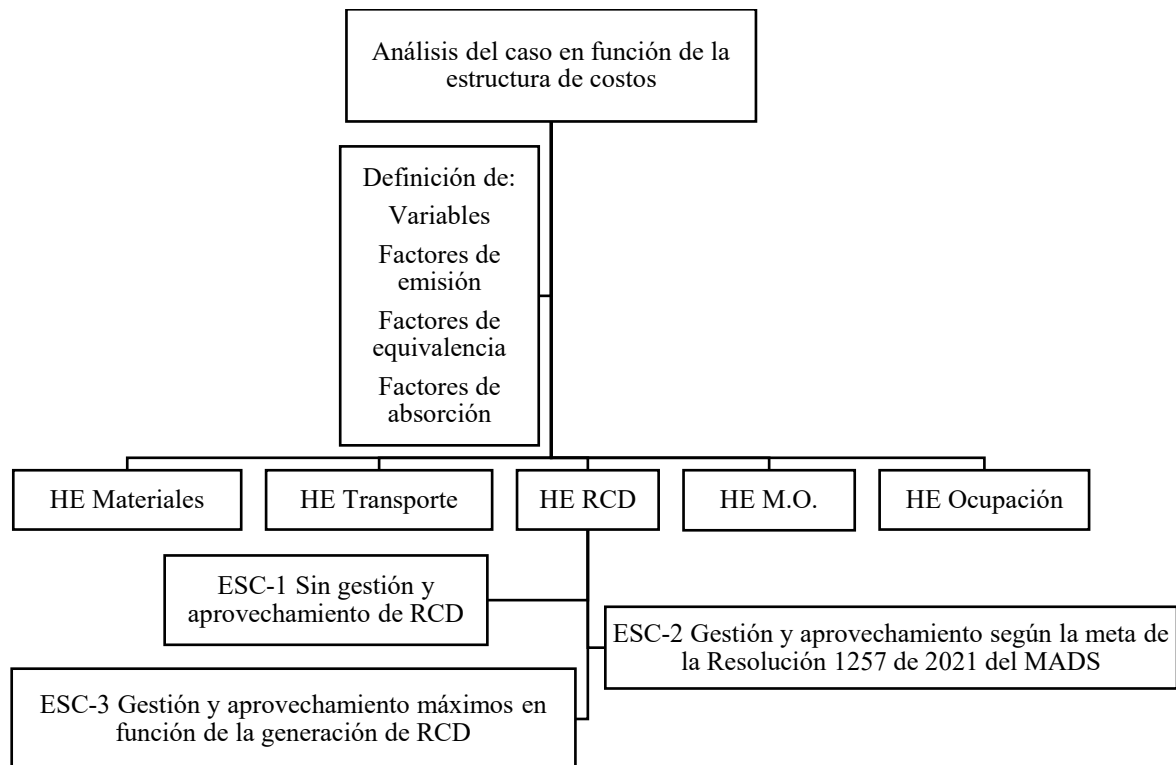 Análisis del caso en función de la
estructura de costos
Definición de:
Variables
Factores de
emisión
Factores de
equivalencia
Factores de
absorción
HE Materiales
HE Transporte
HE RCD
HE M.O.
HE Ocupación
ESC-1 Sin gestión y
aprovechamiento de RCD
ESC-2 Gestión y aprovechamiento según la meta de
la Resolución 1257 de 2021 del MADS
ESC-3 Gestión y aprovechamiento máximos en
función de la generación de RCD